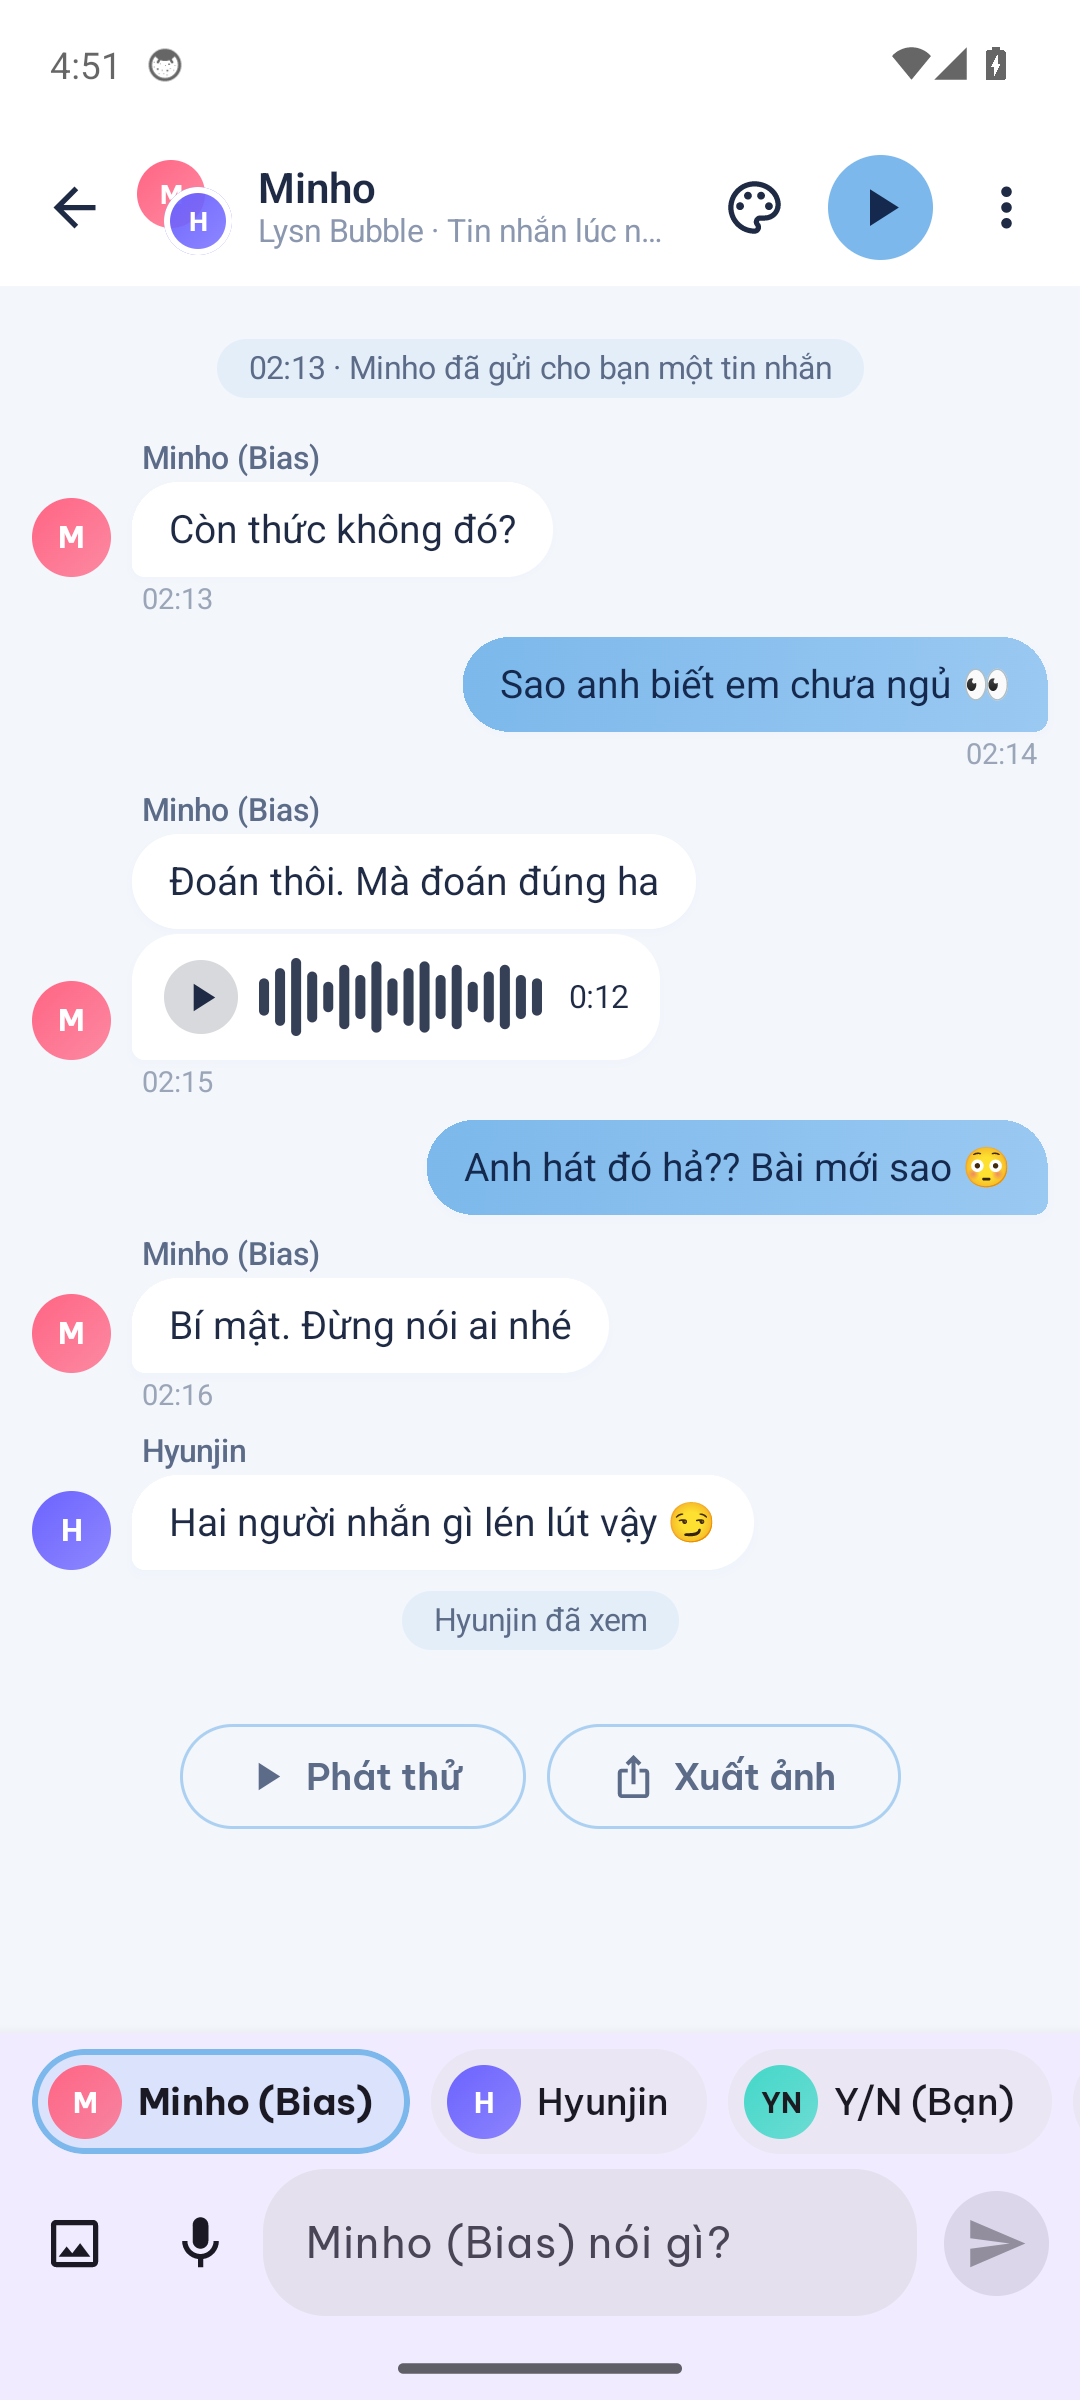 4:51
M
H
Minho
Lysn Bubble · Tin nhắn lúc n...
02:13 · Minho đã gửi cho bạn một tin nhắn
Minho (Bias)
M
Còn thức không đó?
02:13
Sao anh biết em chưa ngủ 👀
02:14
Minho (Bias)
Đoán thôi. Mà đoán đúng ha
M
0:12
02:15
Anh hát đó hả?? Bài mới sao 😳
Minho (Bias)
M
Bí mật. Đừng nói ai nhé
02:16
Hyunjin
H
Hai người nhắn gì lén lút vậy 😏
Hyunjin đã xem
Phát thử
Xuất ảnh
M Minho (Bias)
H Hyunjin
YN Y/N (Bạn)
Minho (Bias) nói gì?